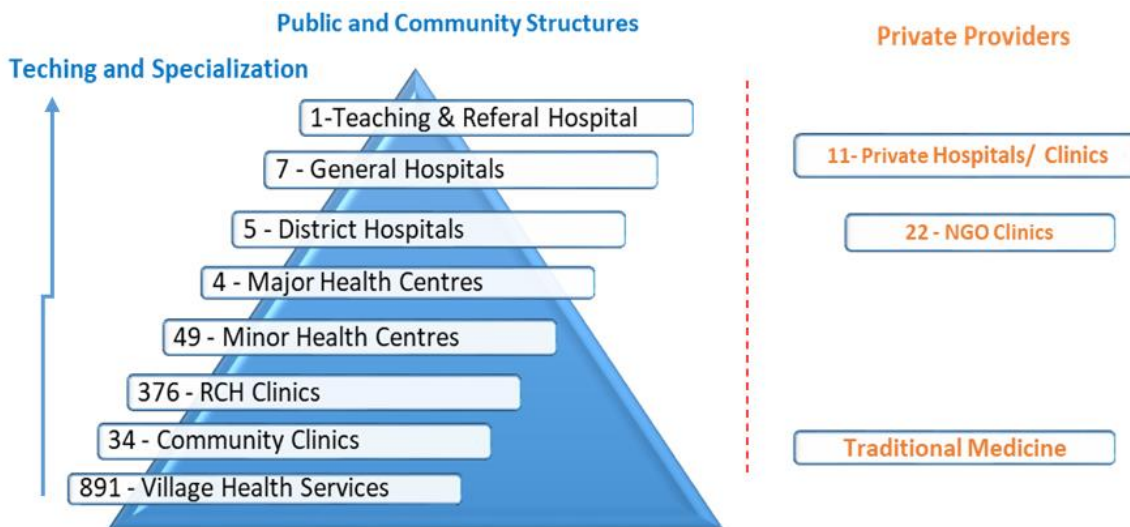 Public and Community Structures
Private Providers
Teching and Specialization
1-Teaching & Referal Hospital
11- Private Hospitals/ Clinics
7 - General Hospitals
5 - District Hospitals
22 - NGO Clinics
4 - Major Health Centres
49 - Minor Health Centres
376 - RCH Clinics
34 - Community Clinics
Traditional Medicine
891 - Village Health Services